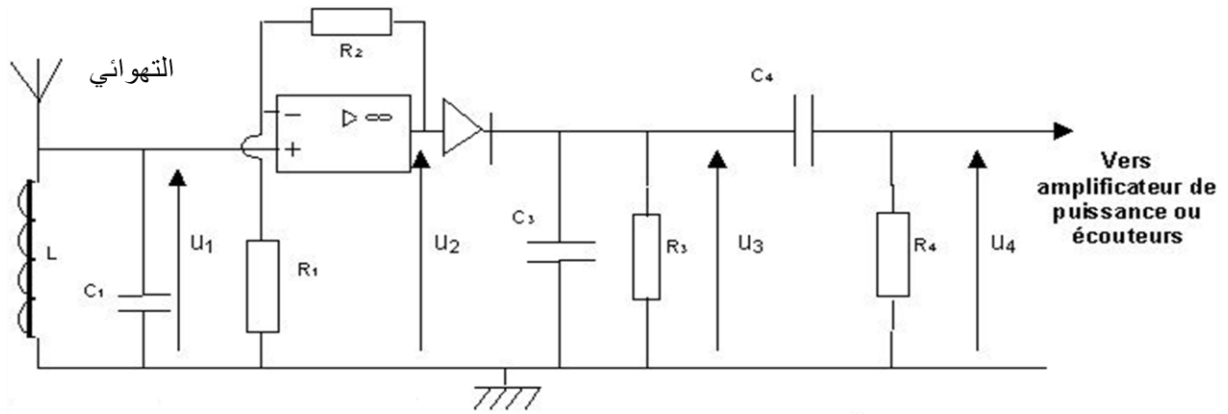 R2
التهوائي
C4
▷ ∞
−
+
Vers
amplificateur de
puissance ou
écouteurs
C3
L
u1
u2
R3
u3
R4
u4
R1
C1